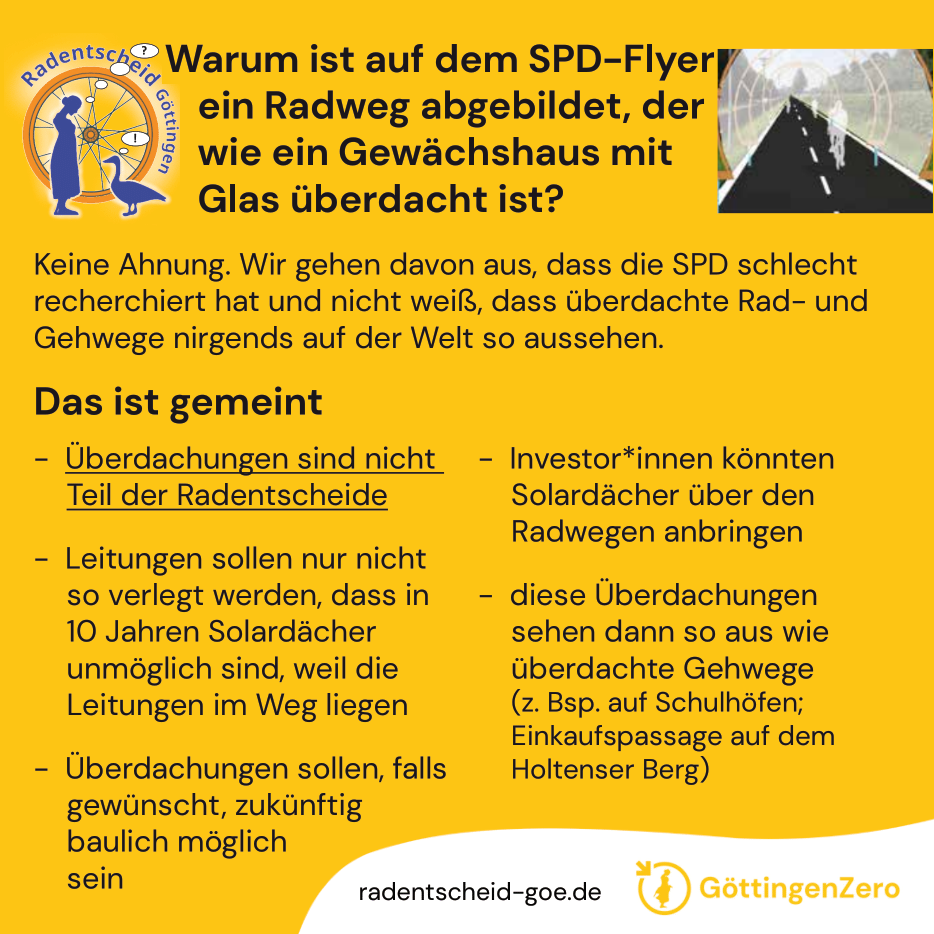 Radentscheid Göttingen
?
!
Warum ist auf dem SPD-Flyer
ein Radweg abgebildet, der
wie ein Gewächshaus mit
Glas überdacht ist?
Keine Ahnung. Wir gehen davon aus, dass die SPD schlecht
recherchiert hat und nicht weiß, dass überdachte Rad- und
Gehwege nirgends auf der Welt so aussehen.
Das ist gemeint
- Überdachungen sind nicht
Teil der Radentscheide
- Leitungen sollen nur nicht
so verlegt werden, dass in
10 Jahren Solardächer
unmöglich sind, weil die
Leitungen im Weg liegen
- Überdachungen sollen, falls
gewünscht, zukünftig
baulich möglich
sein
- Investor*innen könnten
Solardächer über den
Radwegen anbringen
- diese Überdachungen
sehen dann so aus wie
überdachte Gehwege
(z. Bsp. auf Schulhöfen;
Einkaufspassage auf dem
Holtenser Berg)
radentscheid-goe.de
GöttingenZero